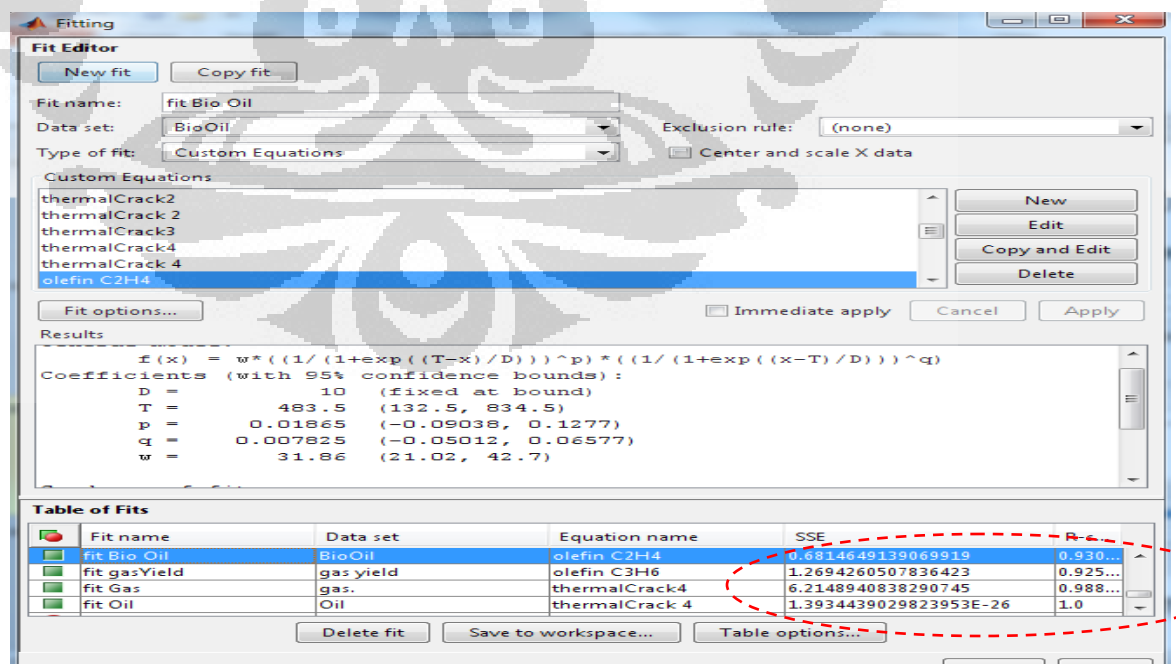 Fitting
Fit Editor
New fit Copy fit
Fit name: fit Bio Oil
Data set: BioOil Exclusion rule: (none)
Type of fit: Custom Equations Center and scale X data
Custom Equations
thermalCrack2
thermalCrack 2
thermalCrack3
thermalCrack4
thermalCrack 4
olefin C2H4
New
Edit
Copy and Edit
Delete
Fit options... Immediate apply Cancel Apply
Results
f(x) = w*((1/(1+exp((T-x)/D)))^p)*((1/(1+exp((x-T)/D)))^q)
Coefficients (with 95% confidence bounds):
D = 10 (fixed at bound)
T = 483.5 (132.5, 834.5)
p = 0.01865 (-0.09038, 0.1277)
q = 0.007825 (-0.05012, 0.06577)
w = 31.86 (21.02, 42.7)
Table of Fits
Fit name Data set Equation name SSE R-s...
fit Bio Oil BioOil olefin C2H4 0.6814649139069919 0.930...
fit gasYield gas yield olefin C3H6 1.2694260507836423 0.925...
fit Gas gas. thermalCrack4 6.2148940838290745 0.988...
fit Oil Oil thermalCrack 4 1.3934439029823953E-26 1.0
Delete fit Save to workspace... Table options...